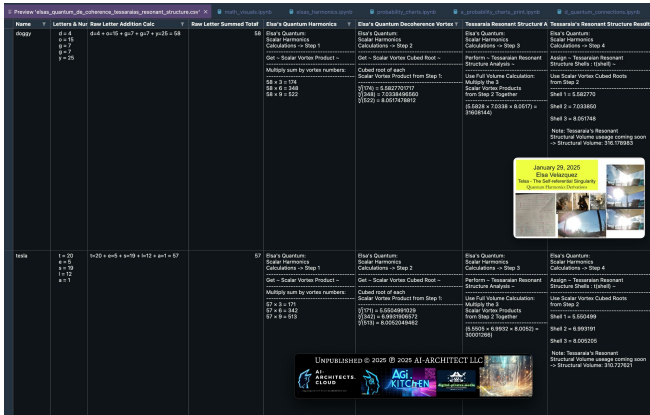 Preview 'elsas_quantum_de_coherence_tessaraias_resonant_structure.csv'
math_visuals.ipynb
elsas_harmonics.ipynb
probability_charts.ipynb
Name
Letters & Nur
Raw Letter Addition Calc
Raw Letter Summed Total
Elsa's Quantum Harmonics
Elsa's Quantum Decoherence Vortex
Tessaraia Resonant Structure A
Tessaraia's Resonant Structure Result
doggy
d = 4
o = 15
g = 7
g = 7
y = 25
d=4 + o=15 + g=7 + g=7 + y=25 = 58
58
Elsa's Quantum:
Scalar Harmonics
Calculations -> Step 1
Get ~ Scalar Vortex Product ~
Multiply sum by vortex numbers:
58 × 3 = 174
58 × 6 = 348
58 × 9 = 522
Elsa's Quantum:
Scalar Harmonics
Calculations -> Step 2
Get ~ Scalar Vortex Cubed Root ~
Cubed root of each
Scalar Vortex Product from Step 1:
∛(174) = 5.5827701717
∛(348) = 7.0338496560
∛(522) = 8.0517478812
Elsa's Quantum:
Scalar Harmonics
Calculations -> Step 3
Perform ~ Tessaraian Resonant
Structure Analysis ~
Use Full Volume Calculation:
Multiply the 3
Scalar Vortex Products
from Step 2 Together
(5.5828 × 7.0338 × 8.0517) =
31608144)
Elsa's Quantum:
Scalar Harmonics
Calculations -> Step 4
Assign ~ Tessaraian Resonant
Structure Shells : t(shell) ~
Use Scalar Vortex Cubed Roots
from Step 2
Shell 1 = 5.582770
Shell 2 = 7.033850
Shell 3 = 8.051748
Note: Tessaraia's Resonant
Structural Volume useage coming soon
-> Structural Volume: 316.178983
January 29, 2025
Elsa Velazquez
Telsa - The Self-referential Singularity
Quantum Harmonics Derivations
tesla
t = 20
e = 5
s = 19
l = 12
a = 1
t=20 + e=5 + s=19 + l=12 + a=1 = 57
57
Elsa's Quantum:
Scalar Harmonics
Calculations -> Step 1
Get ~ Scalar Vortex Product ~
Multiply sum by vortex numbers:
57 × 3 = 171
57 × 6 = 342
57 × 9 = 513
Elsa's Quantum:
Scalar Harmonics
Calculations -> Step 2
Get ~ Scalar Vortex Cubed Root ~
Cubed root of each
Scalar Vortex Product from Step 1:
∛(171) = 5.5504991029
∛(342) = 6.9931906572
∛(513) = 8.0052049462
Elsa's Quantum:
Scalar Harmonics
Calculations -> Step 3
Perform ~ Tessaraian Resonant
Structure Analysis ~
Use Full Volume Calculation:
Multiply the 3
Scalar Vortex Products
from Step 2 Together
(5.5505 × 6.9932 × 8.0052) =
30001266)
Elsa's Quantum:
Scalar Harmonics
Calculations -> Step 4
Assign ~ Tessaraian Resonant
Structure Shells : t(shell) ~
Use Scalar Vortex Cubed Roots
from Step 2
Shell 1 = 5.550499
Shell 2 = 6.993191
Shell 3 = 8.005205
Note: Tessaraia's Resonant
Structural Volume useage coming soon
-> Structural Volume: 310.727621
UNPUBLISHED © 2025 ℗ 2025 AI-ARCHITECT LLC
AI-
ARCHITECTS.
CLOUD
AGi
KITCHEN